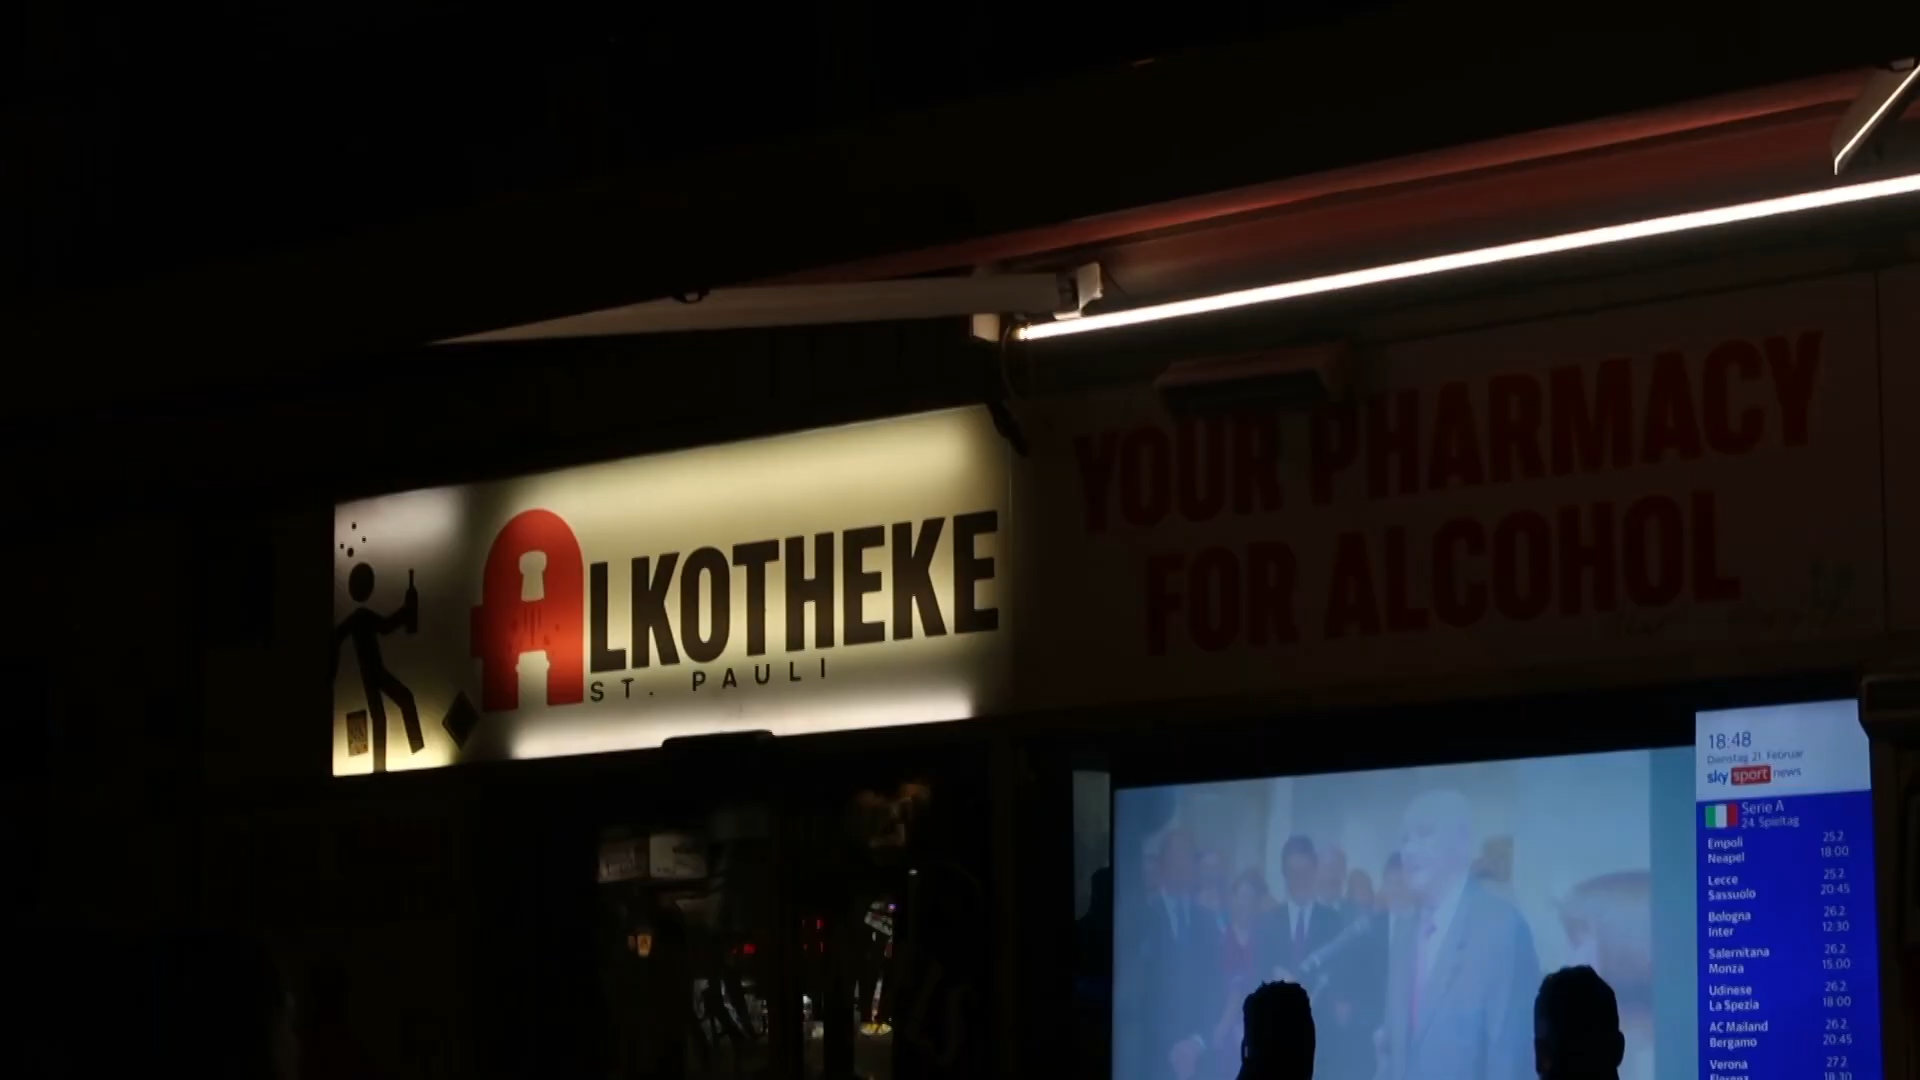 ALKOTHEKE
ST. PAULI
YOUR PHARMACY
FOR ALCOHOL
18:48
Dienstag 21. Februar
sky sport news
Serie A
24. Spieltag
Empoli 25.2.
Neapel 18:00
Lecce 25.2.
Sassuolo 20:45
Bologna 26.2.
Inter 12:30
Salernitana 26.2.
Monza 15:00
Udinese 26.2.
La Spezia 18:00
AC Mailand 26.2.
Bergamo 20:45
Verona 27.2.
Florenz 18:30